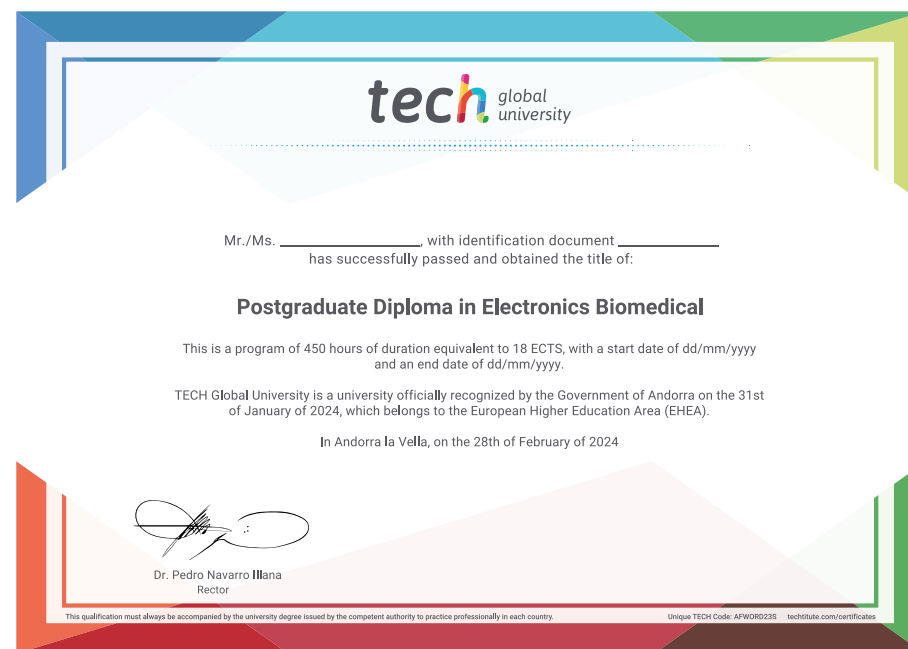 tech global university
Mr./Ms. ____________________, with identification document ______________
has successfully passed and obtained the title of:
Postgraduate Diploma in Electronics Biomedical
This is a program of 450 hours of duration equivalent to 18 ECTS, with a start date of dd/mm/yyyy
and an end date of dd/mm/yyyy.
TECH Global University is a university officially recognized by the Government of Andorra on the 31st
of January of 2024, which belongs to the European Higher Education Area (EHEA).
In Andorra la Vella, on the 28th of February of 2024
Dr. Pedro Navarro Illana
Rector
This qualification must always be accompanied by the university degree issued by the competent authority to practice professionally in each country.
Unique TECH Code: AFWORD23S techtitute.com/certificates